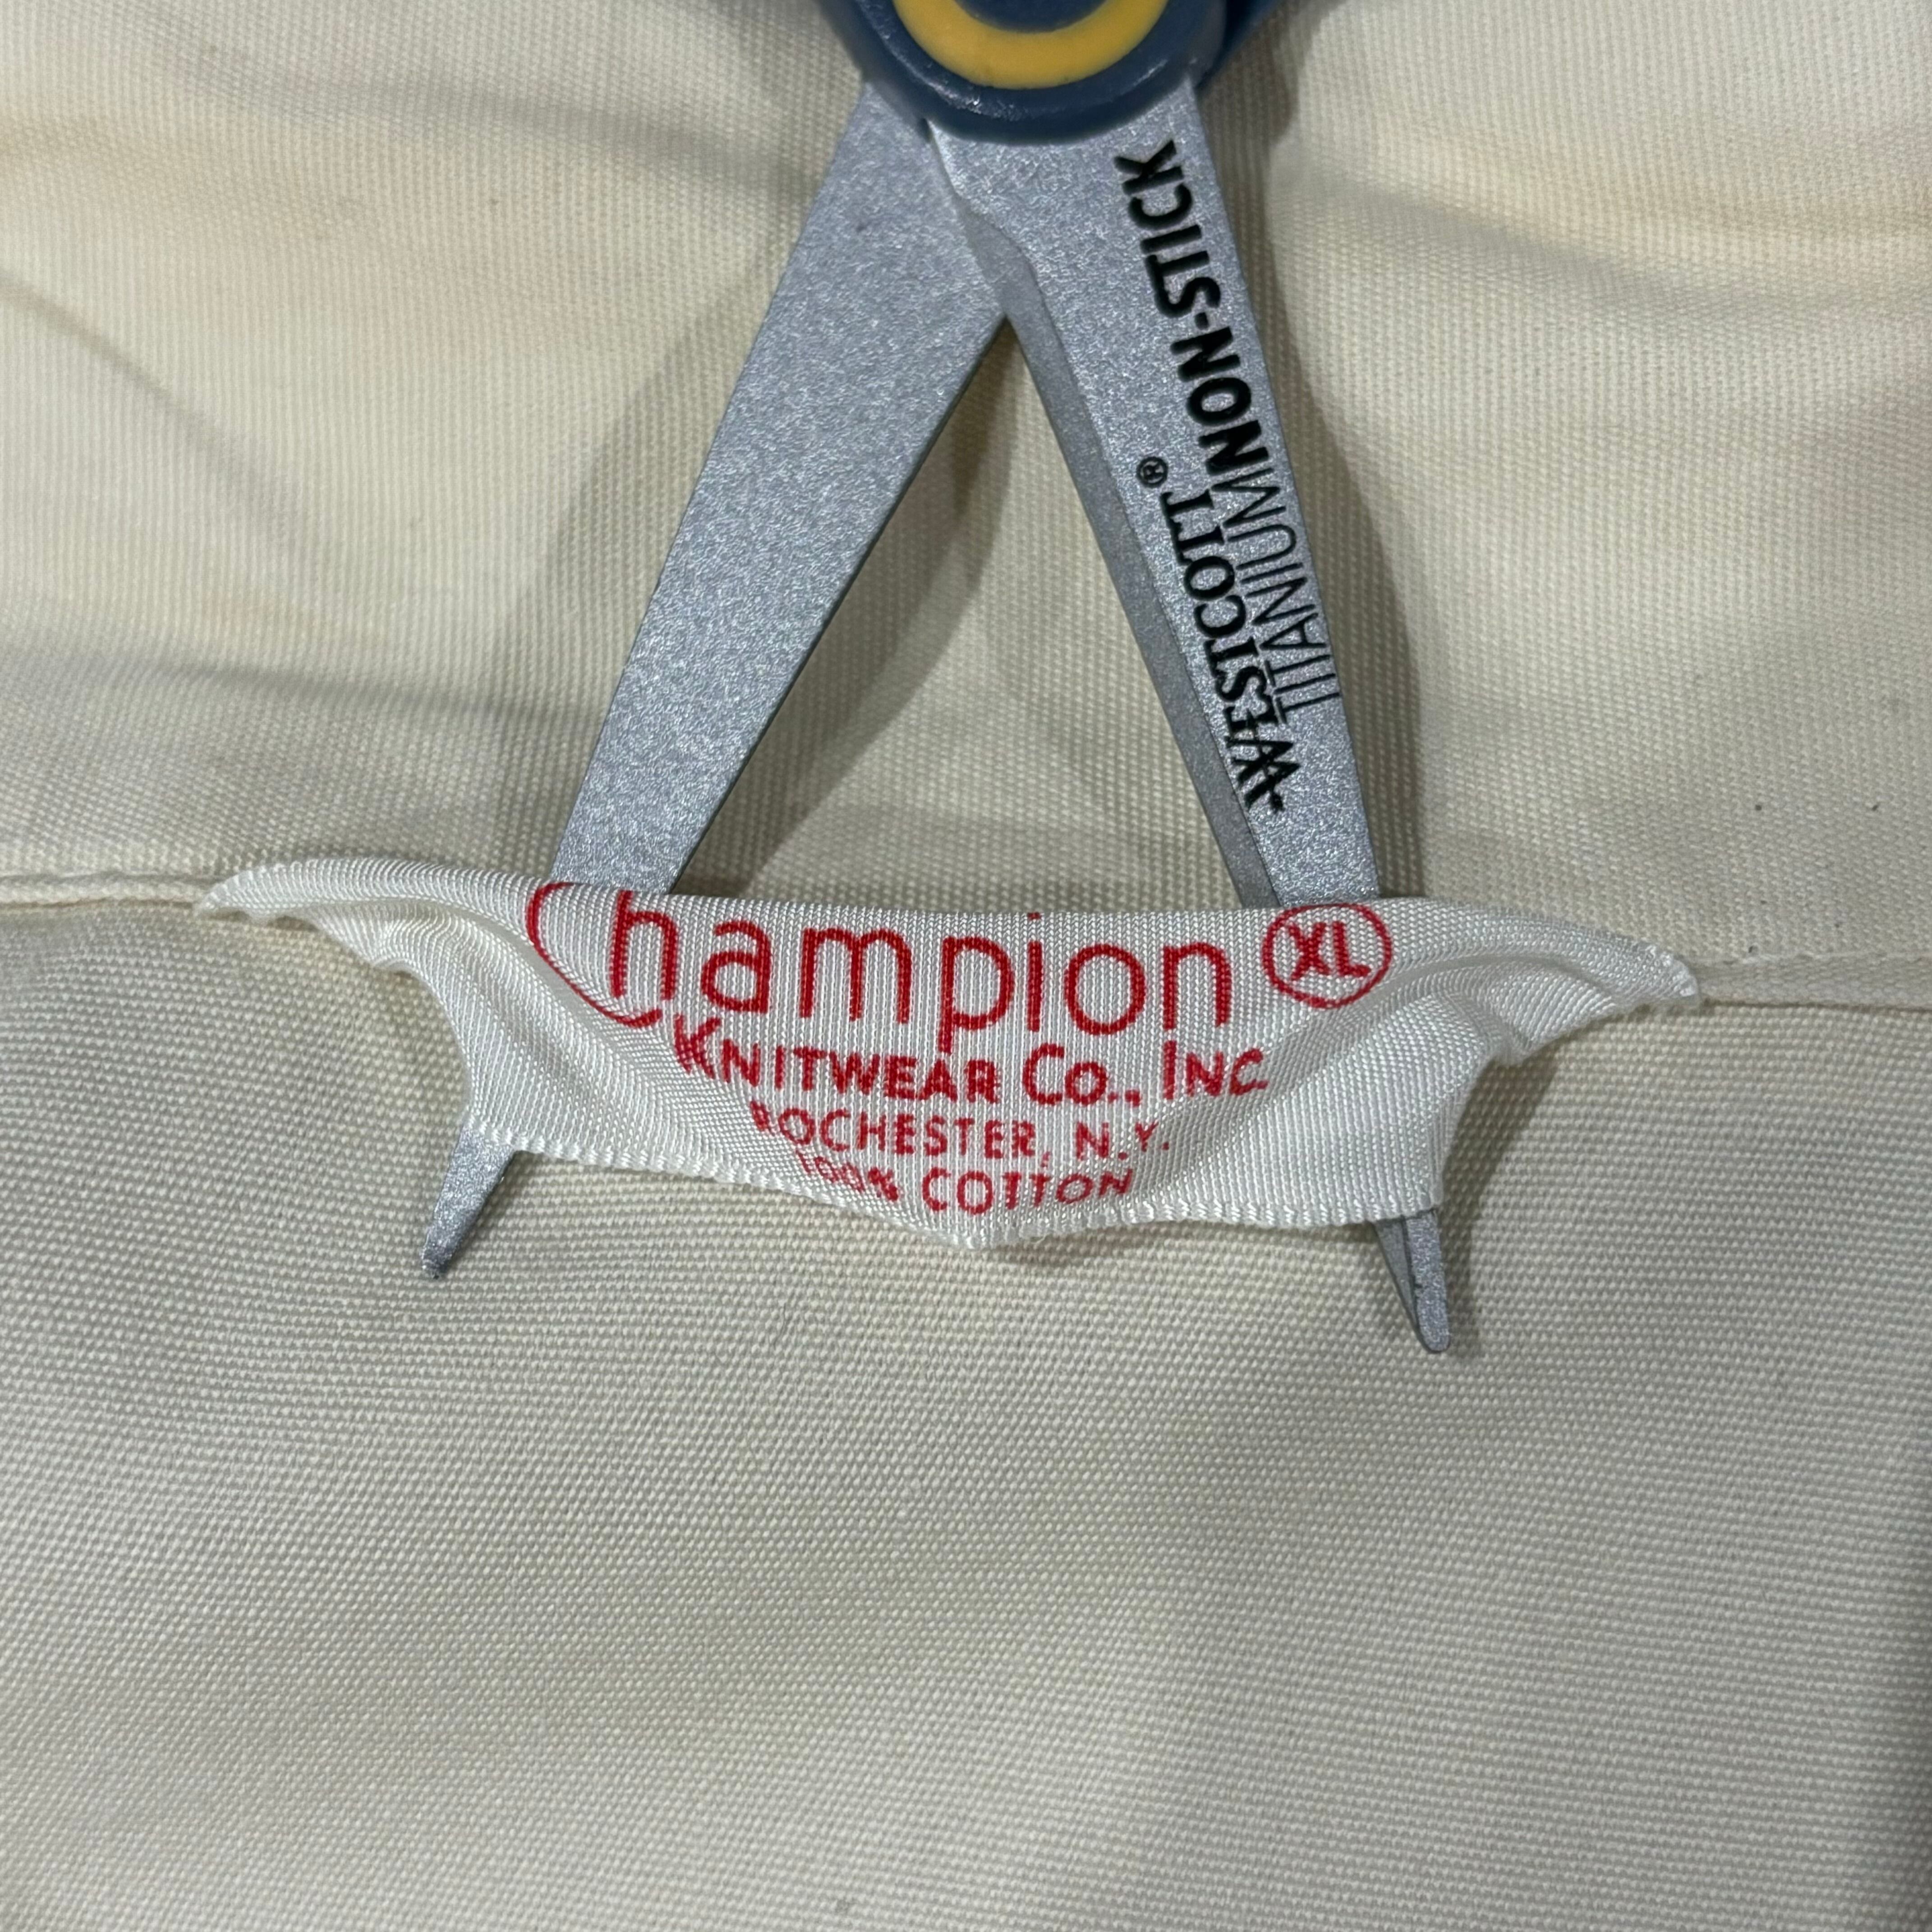 WESTCOTT®
TITANIUM NON-STICK
Champion XL
KNITWEAR CO., INC.
ROCHESTER, N.Y.
100% COTTON